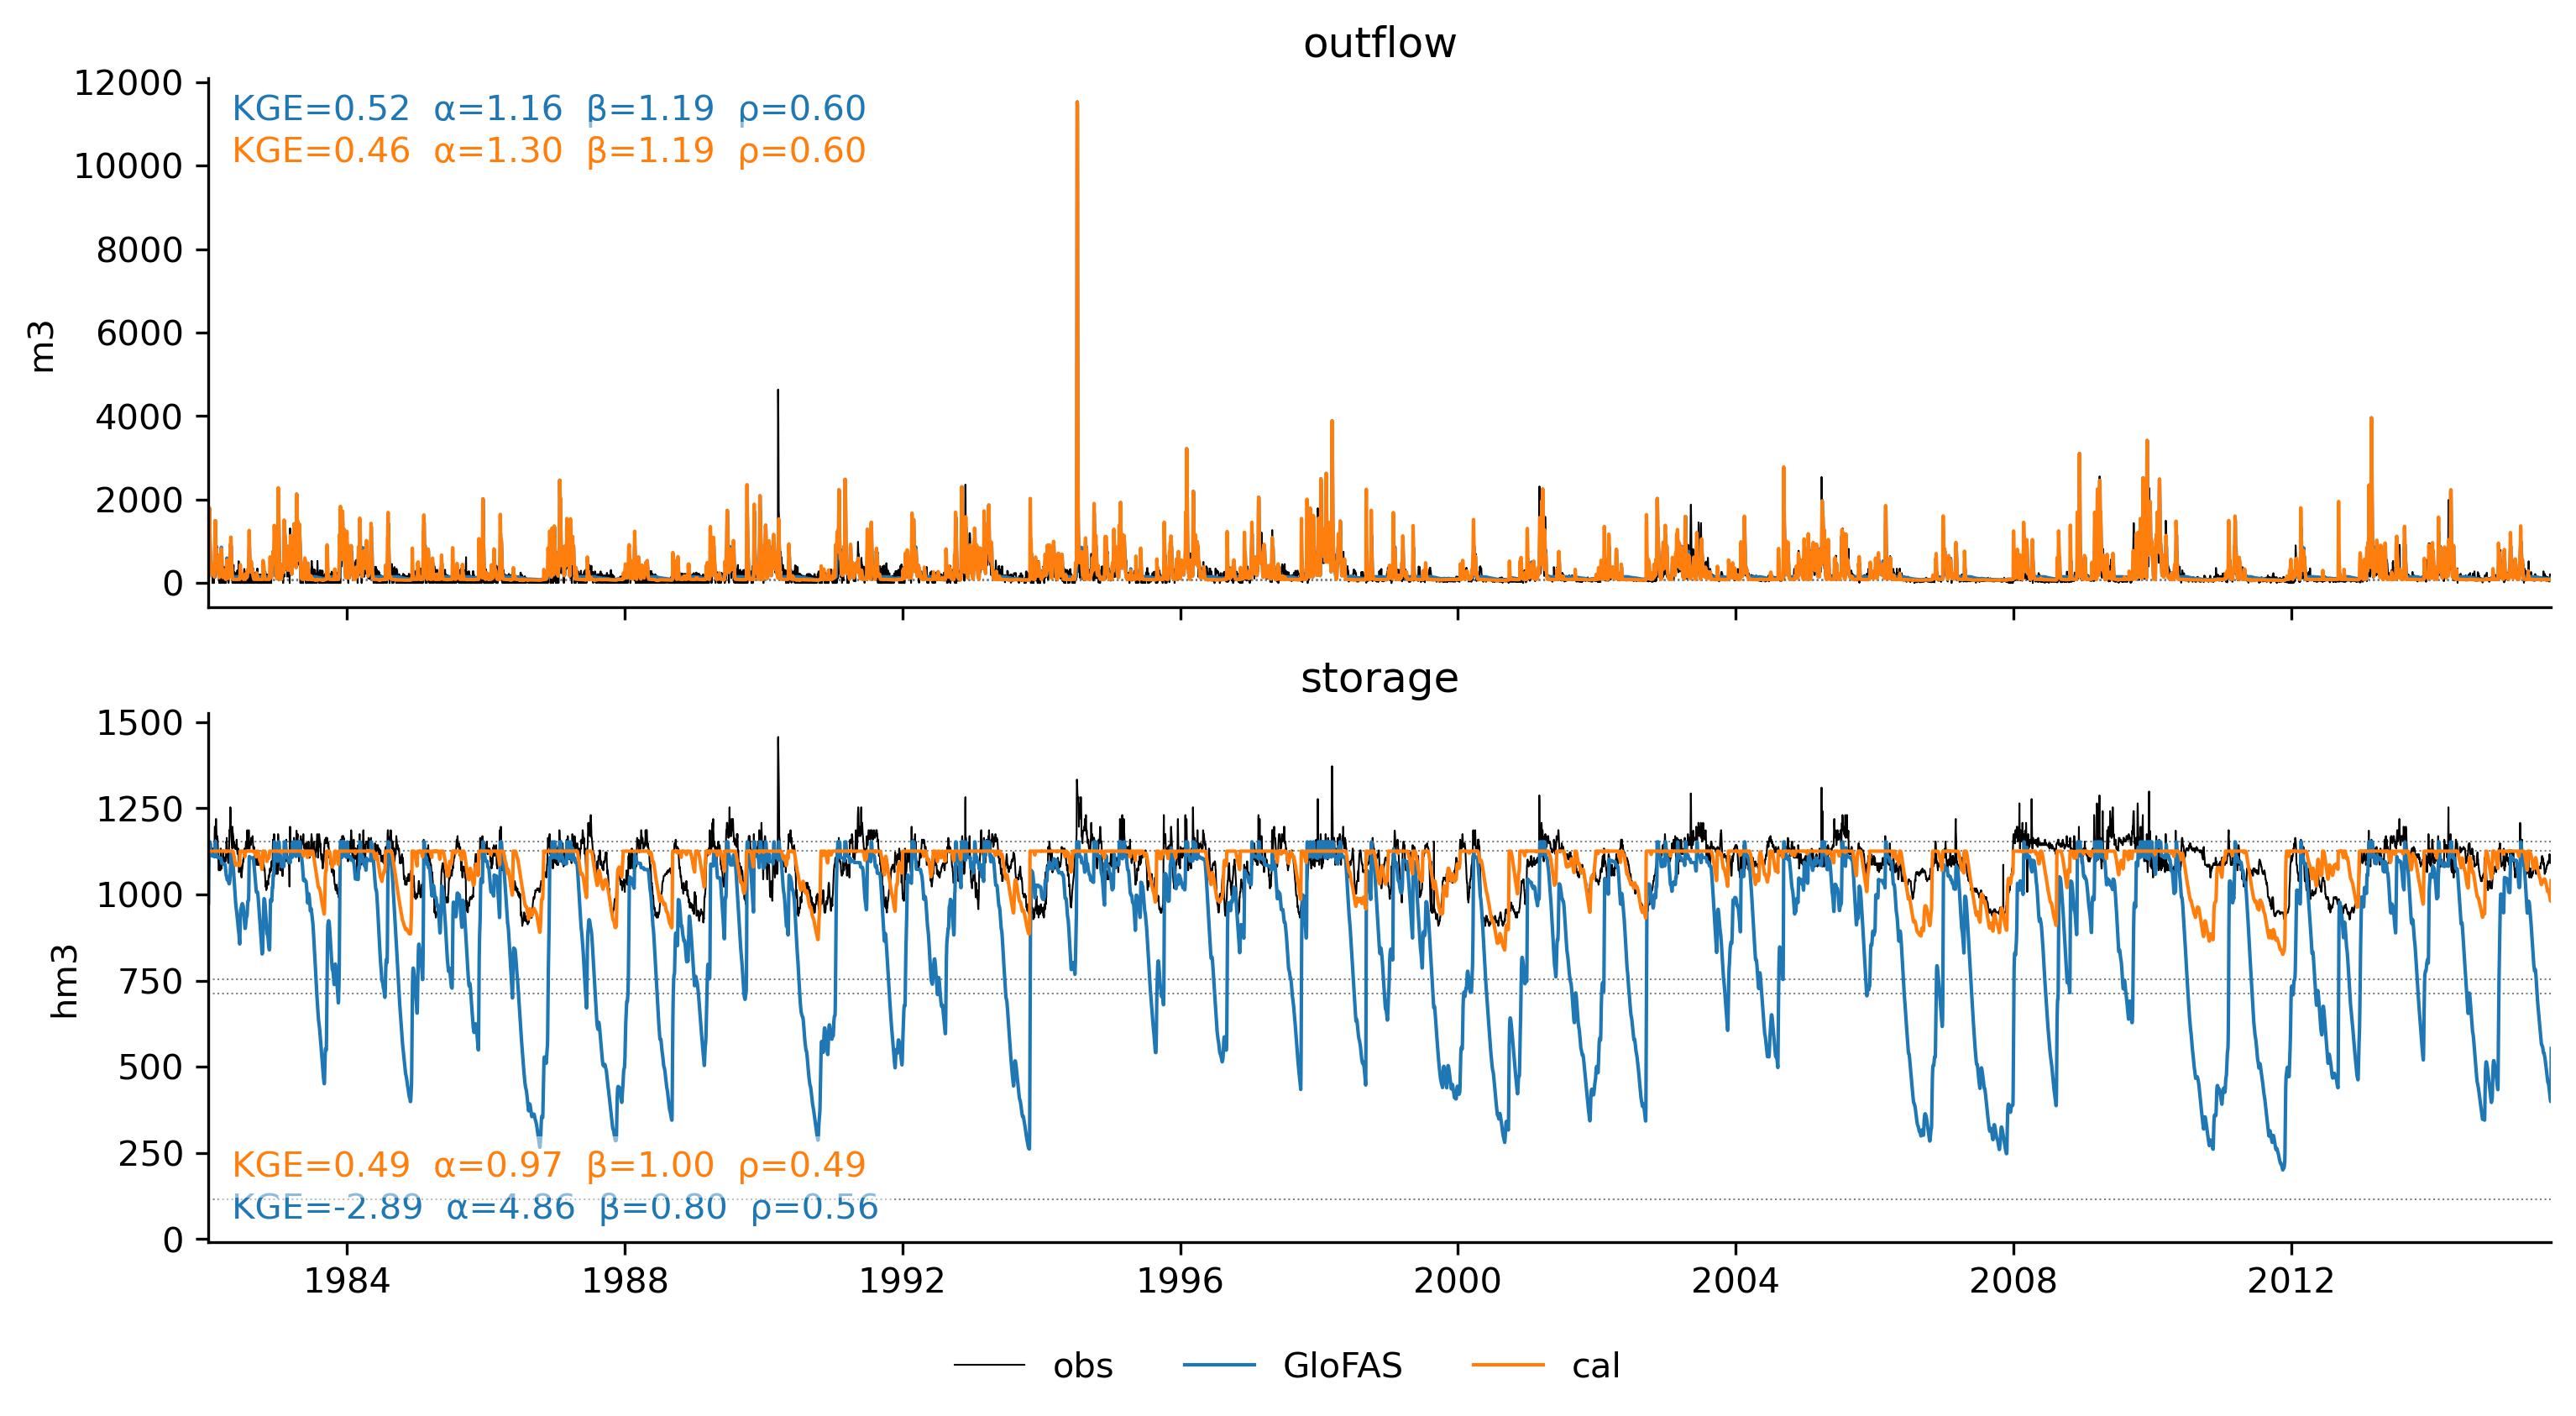 outflow
12000
10000
8000
6000
4000
2000
0
m3
KGE=0.52 α=1.16 β=1.19 ρ=0.60
KGE=0.46 α=1.30 β=1.19 ρ=0.60
storage
1500
1250
1000
750
500
250
0
hm3
KGE=0.49 α=0.97 β=1.00 ρ=0.49
KGE=-2.89 α=4.86 β=0.80 ρ=0.56
1984 1988 1992 1996 2000 2004 2008 2012
obs GloFAS cal